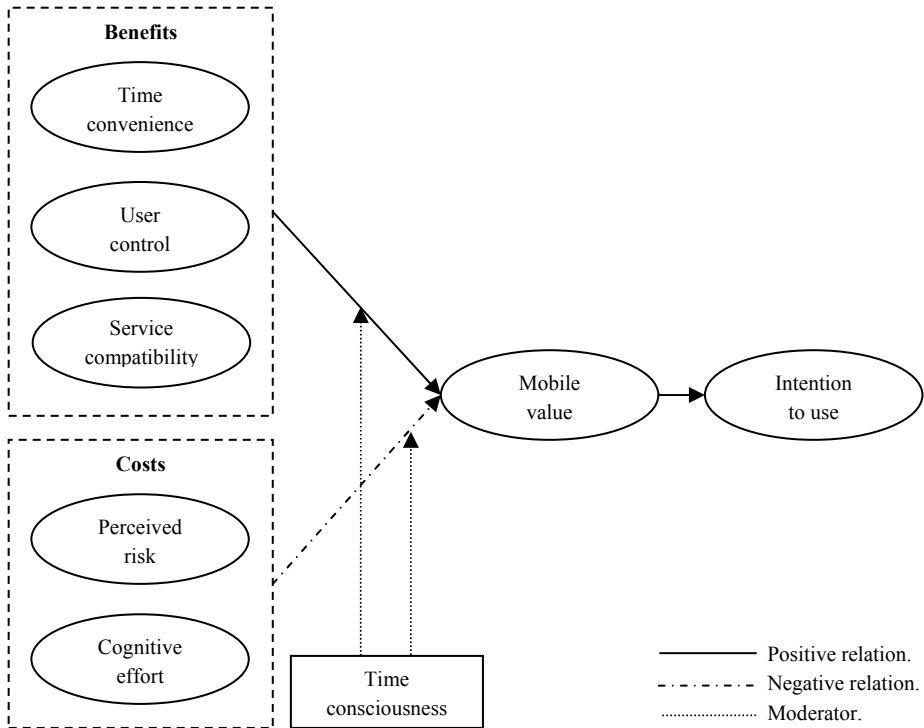 Benefits
Time
convenience
User
control
Service
compatibility
Costs
Perceived
risk
Cognitive
effort
Time
consciousness
Mobile
value
Intention
to use
Positive relation.
Negative relation.
Moderator.